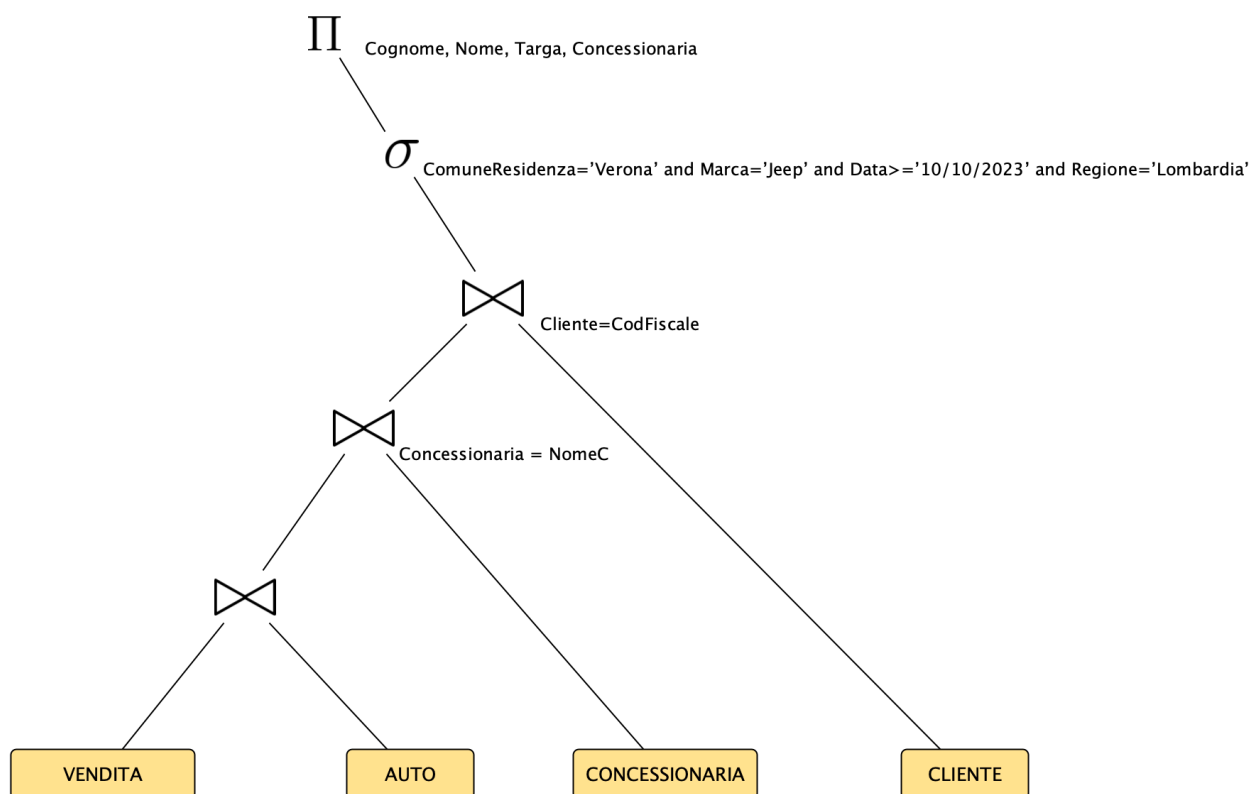 Π Cognome, Nome, Targa, Concessionaria
σ ComuneResidenza=’Verona’ and Marca=’Jeep’ and Data>=’10/10/2023’ and Regione=’Lombardia’
⋈ Cliente=CodFiscale
⋈ Concessionaria = NomeC
⋈
VENDITA
AUTO
CONCESSIONARIA
CLIENTE